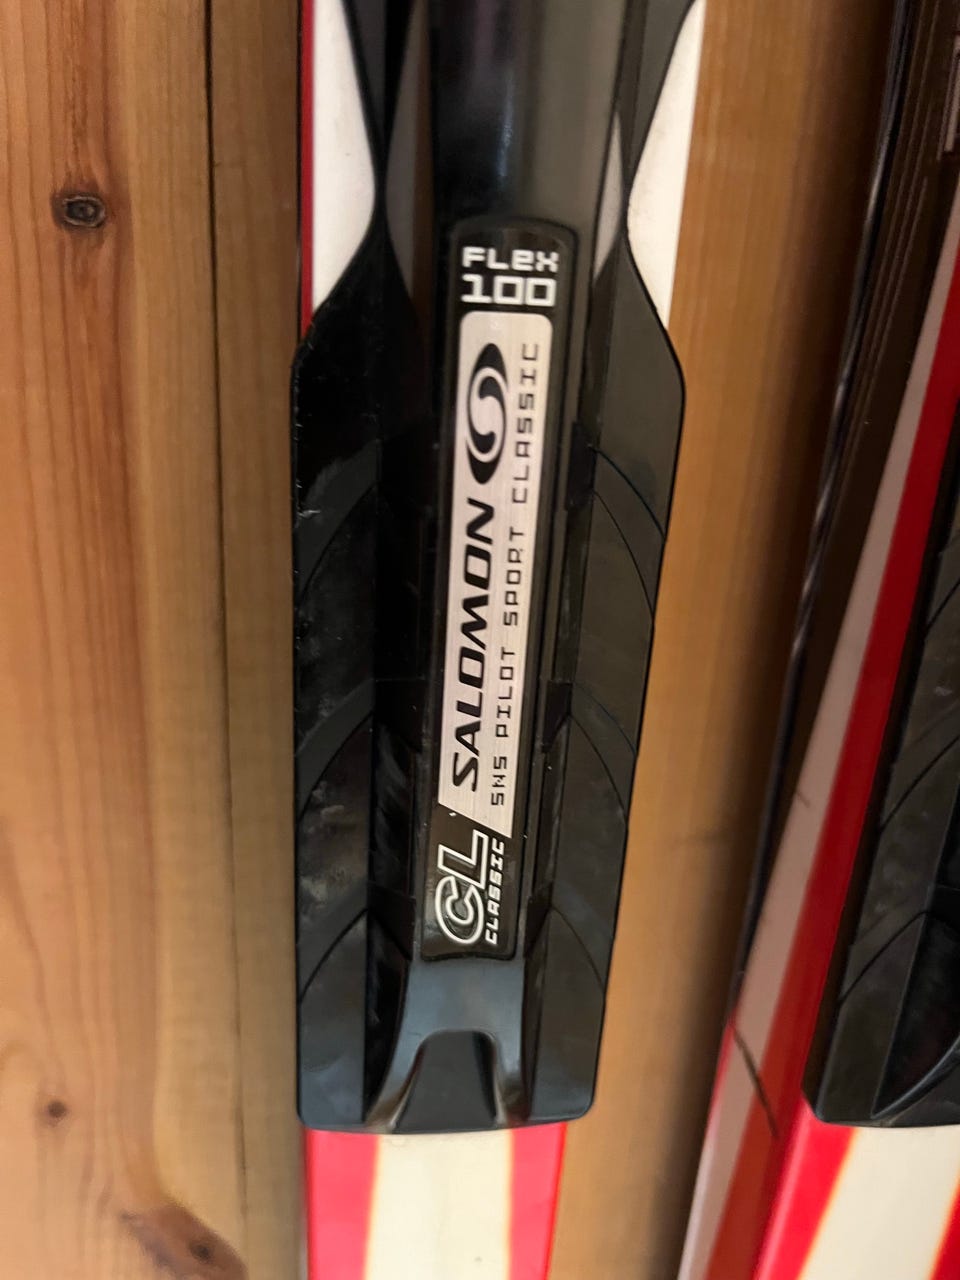 FLEX
100
SALOMON
SNS PILOT SPORT CLASSIC
CL
CLASSIC